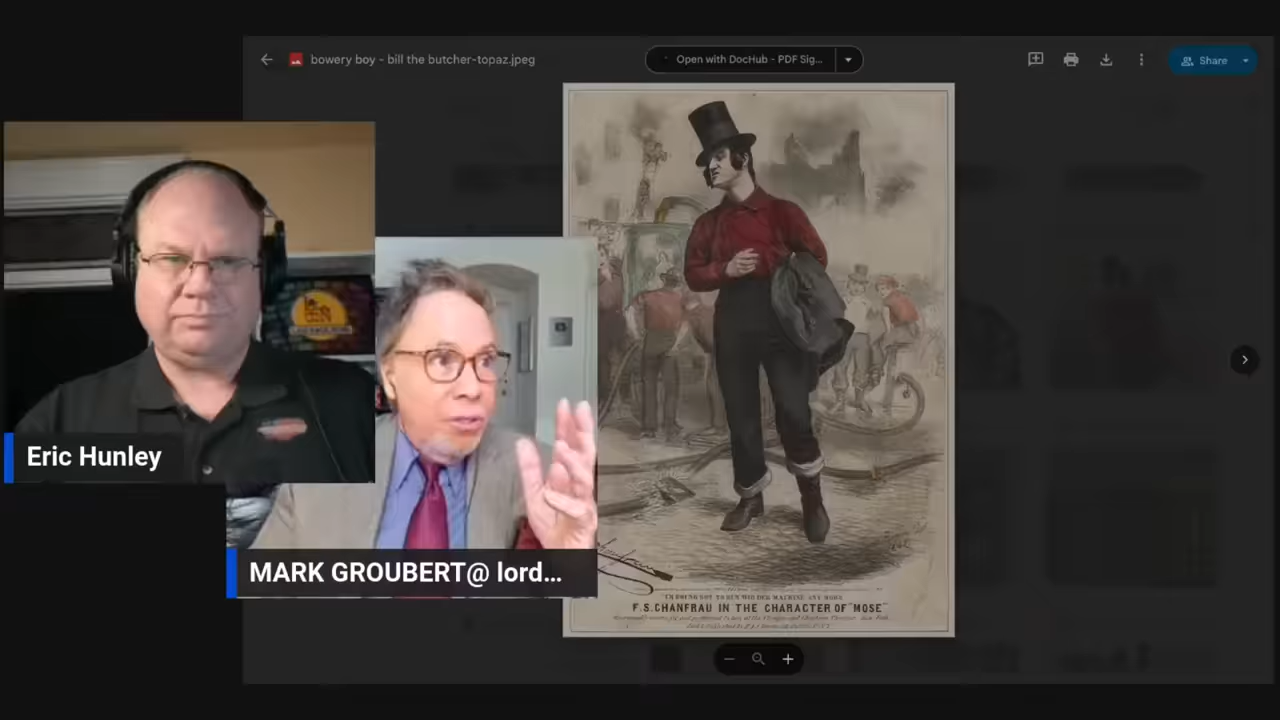 bowery boy - bill the butcher-topaz.jpeg
Open with DocHub - PDF Sig...
Share
Eric Hunley
MARK GROUBERT@ lord...
F.S.CHANFRAU IN THE CHARACTER OF "MOSE"